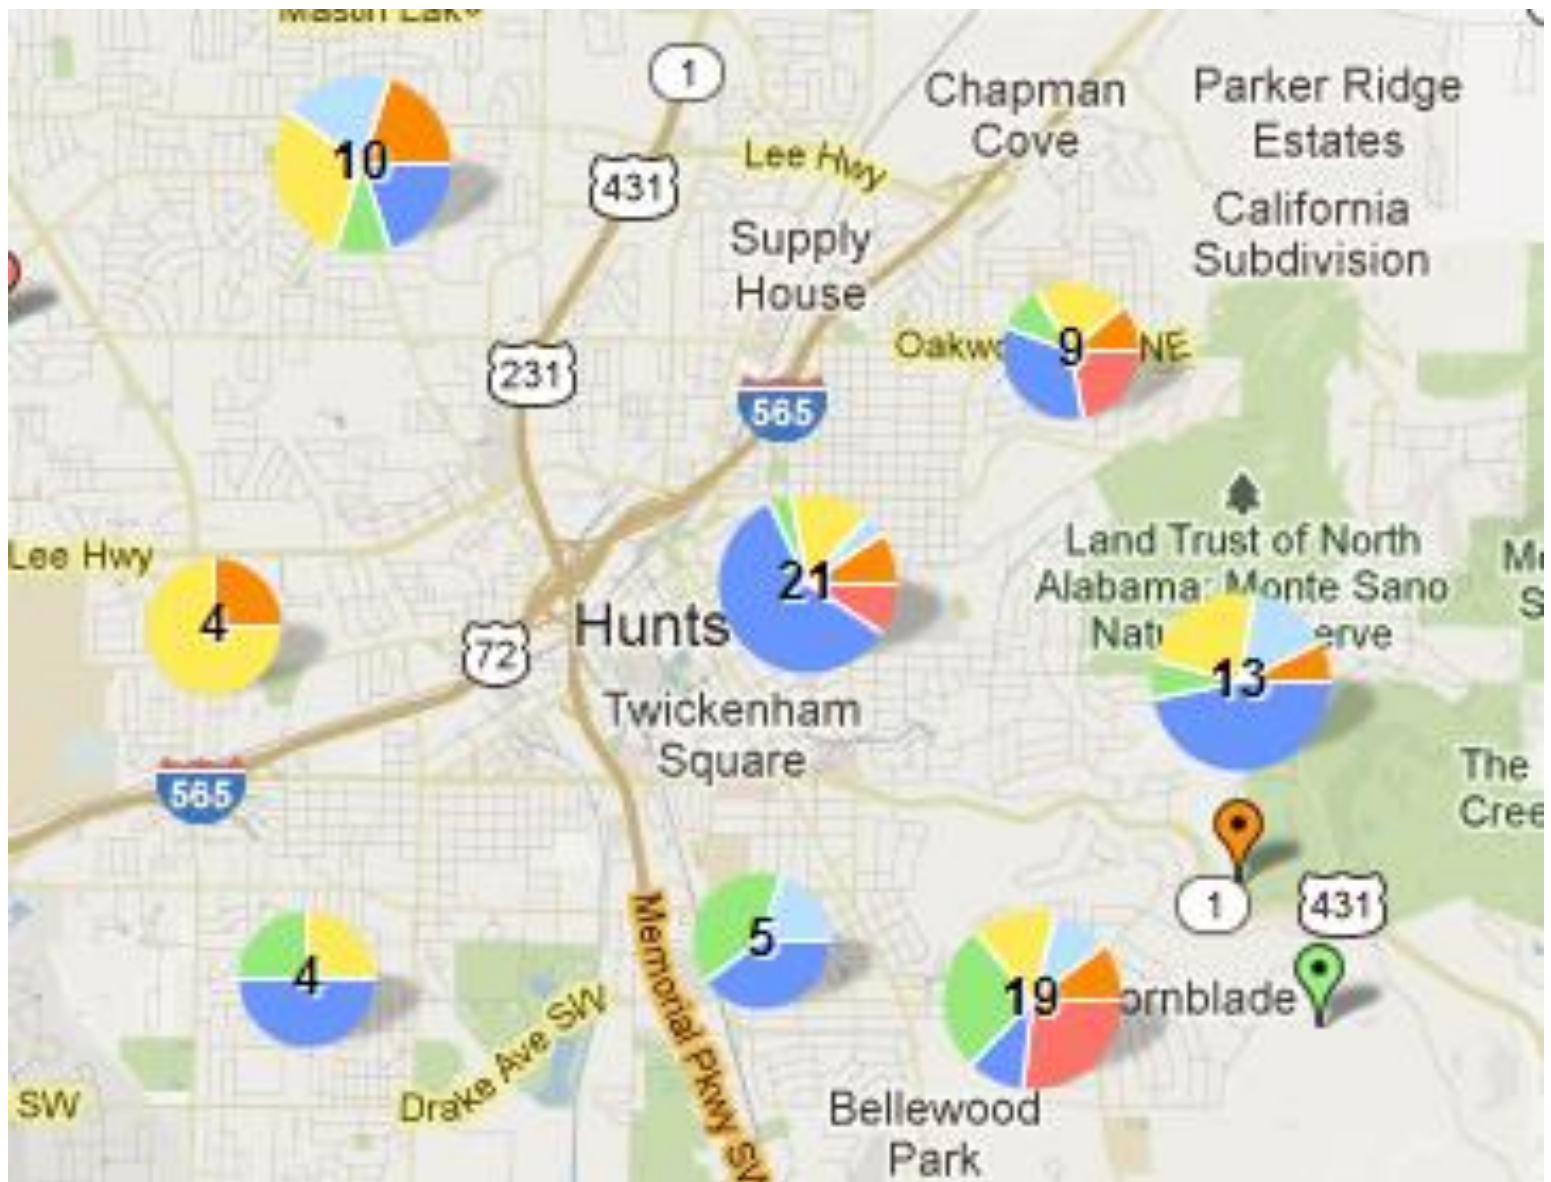 1
Chapman
Cove
Parker Ridge
Estates
10
Lee Hwy
431
California
Subdivision
Supply
House
231
Oakwo
9
NE
565
Lee Hwy
21
Land Trust of North
Alabama: Monte Sano
Natu
erve
4
Hunts
72
13
Twickenham
Square
565
The
Cree
1
431
4
5
19
ornblade
Memorial Pkwy SW
Drake Ave SW
SW
Bellewood
Park